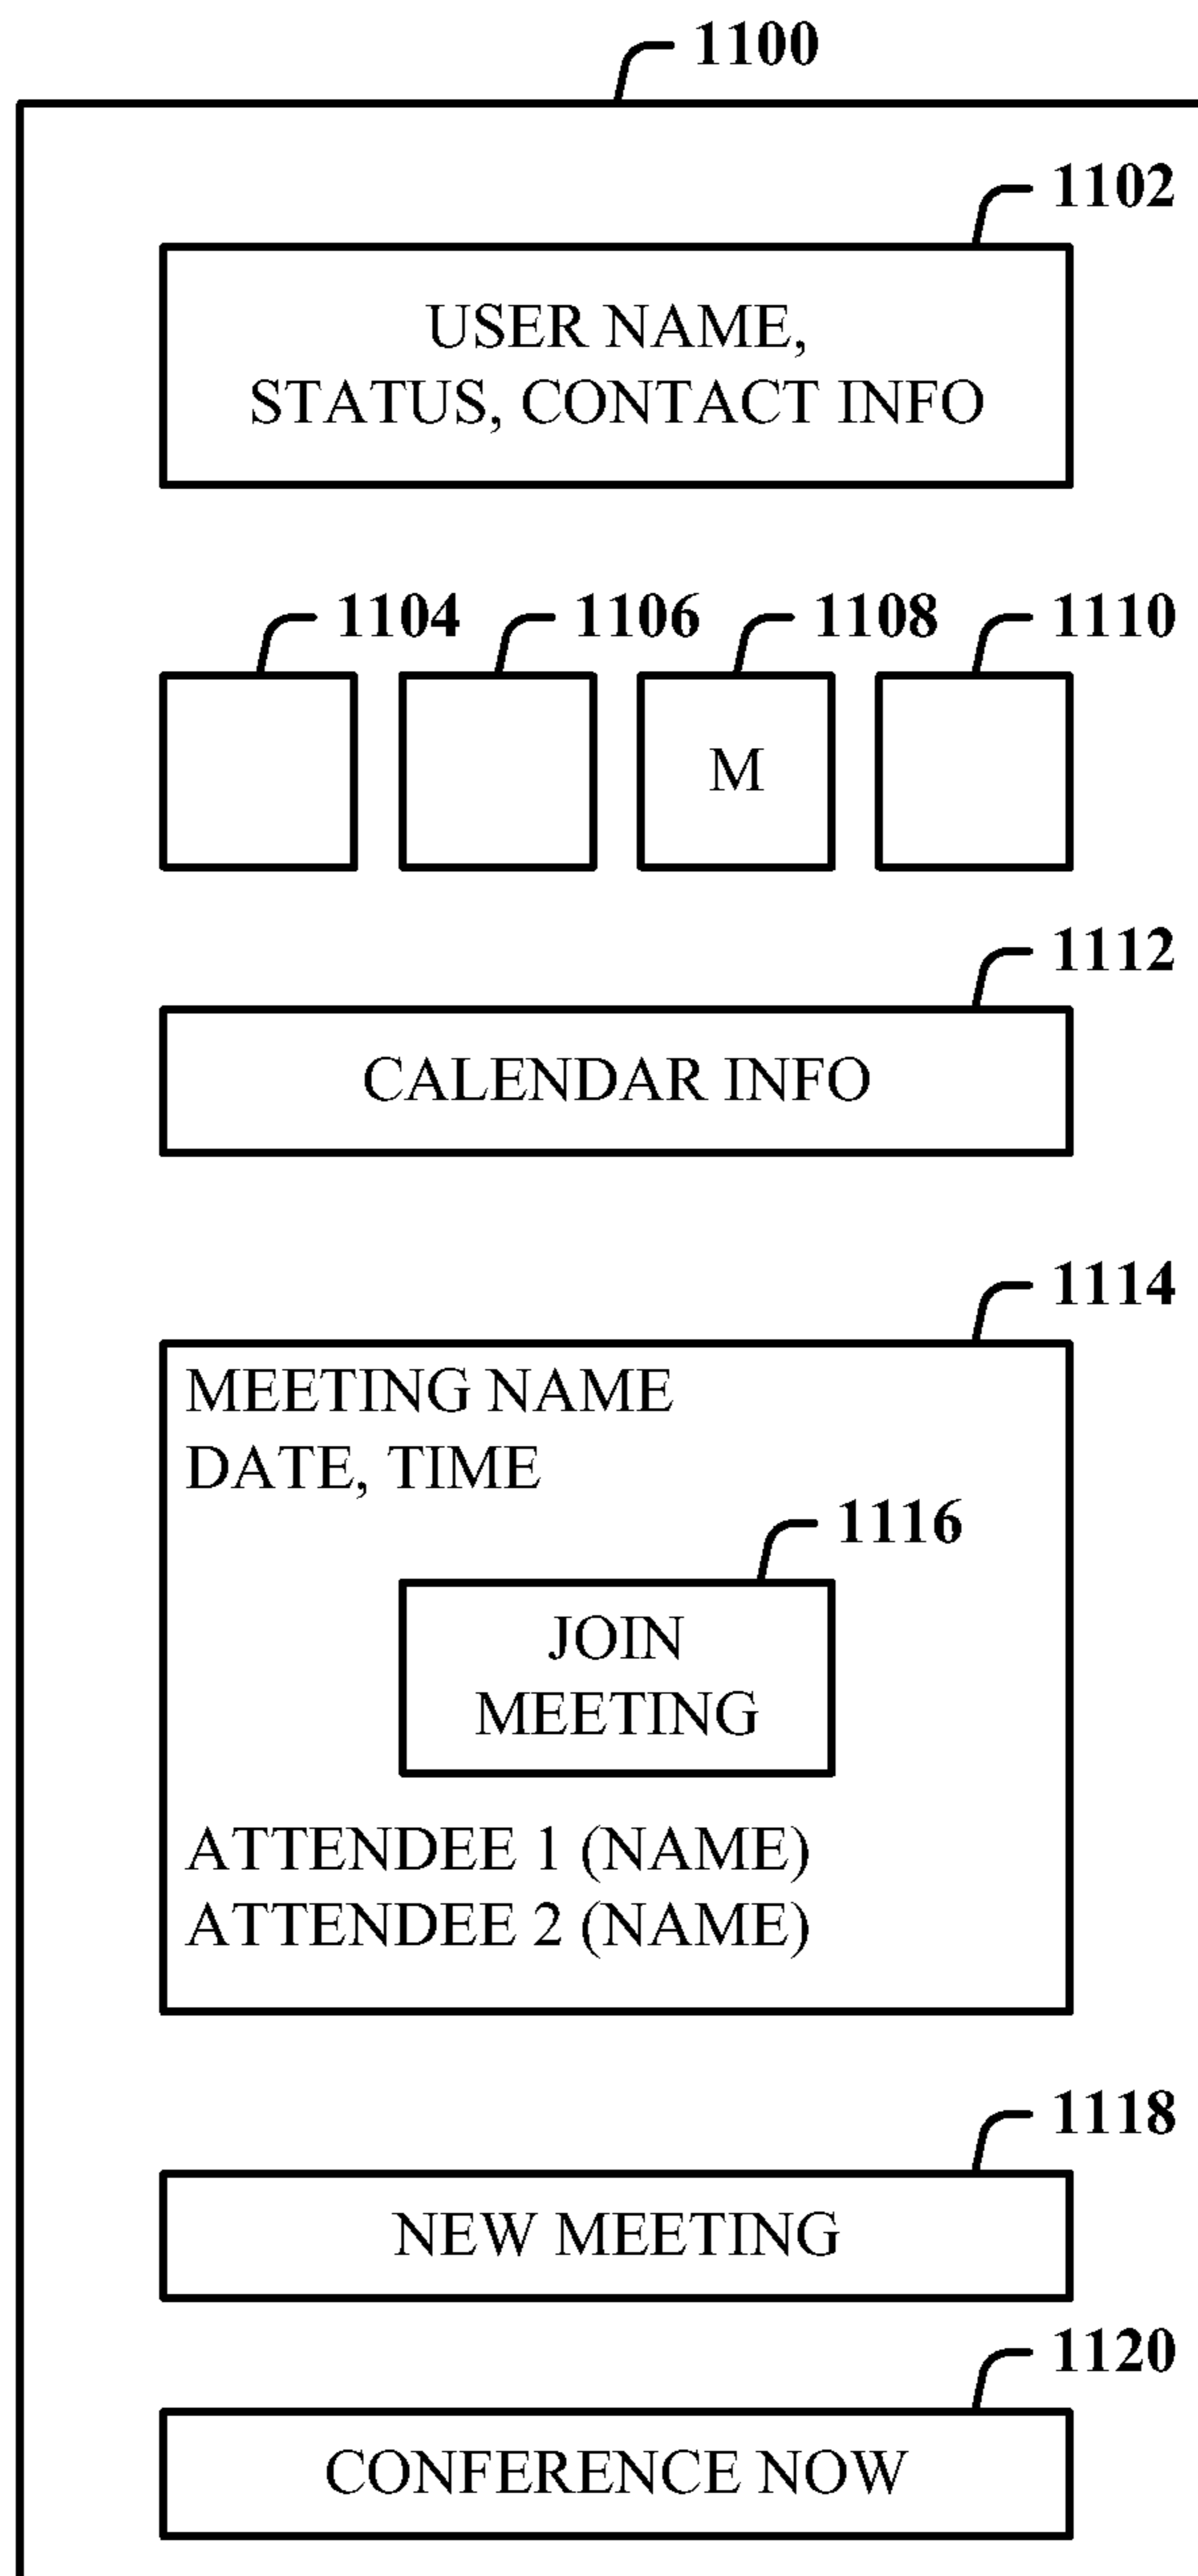 1100
1102
USER NAME,
STATUS, CONTACT INFO
1104 1106 1108 1110
M
1112
CALENDAR INFO
1114
MEETING NAME
DATE, TIME
1116
JOIN
MEETING
ATTENDEE 1 (NAME)
ATTENDEE 2 (NAME)
1118
NEW MEETING
1120
CONFERENCE NOW